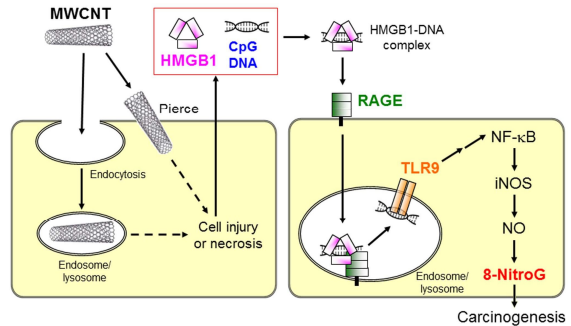 MWCNT
Pierce
Endocytosis
Endosome/
lysosome
Cell injury
or necrosis
HMGB1
CpG
DNA
HMGB1-DNA
complex
RAGE
TLR9
Endosome/
lysosome
NF-κB
iNOS
NO
8-NitroG
Carcinogenesis